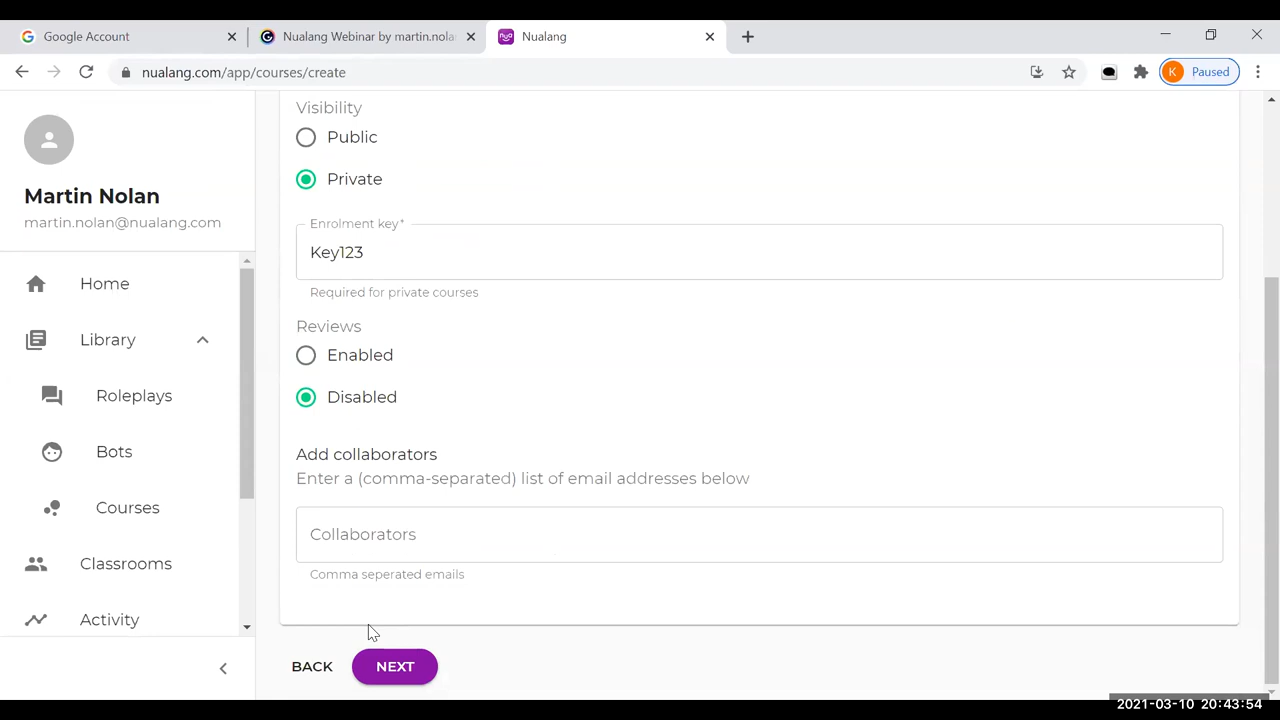 Google Account
Nualang Webinar by martin.nolan
Nualang
nualang.com/app/courses/create
K
Paused
Martin Nolan
martin.nolan@nualang.com
Home
Library
Roleplays
Bots
Courses
Classrooms
Activity
Visibility
Public
Private
Enrolment key*
Key123
Required for private courses
Reviews
Enabled
Disabled
Add collaborators
Enter a (comma-separated) list of email addresses below
Collaborators
Comma seperated emails
BACK
NEXT
2021-03-10 20:43:54